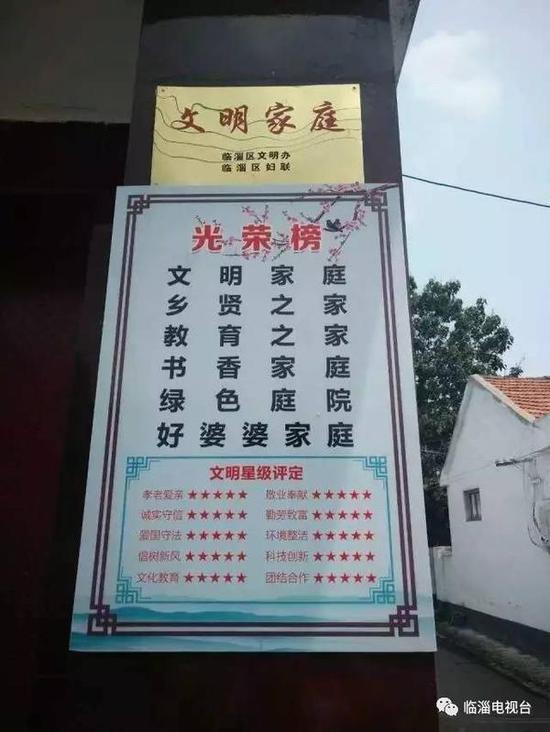 文明家庭
临淄区文明办
临淄区妇联
光荣榜
文明家庭
乡贤之家
教育之家
书香家庭
绿色庭院
好婆婆家庭
文明星级评定
孝老爱亲 ★★★★★ 敬业奉献 ★★★★★
诚实守信 ★★★★★ 勤劳致富 ★★★★★
爱国守法 ★★★★★ 环境整洁 ★★★★★
倡树新风 ★★★★★ 科技创新 ★★★★★
文化教育 ★★★★★ 团结合作 ★★★★★
临淄电视台